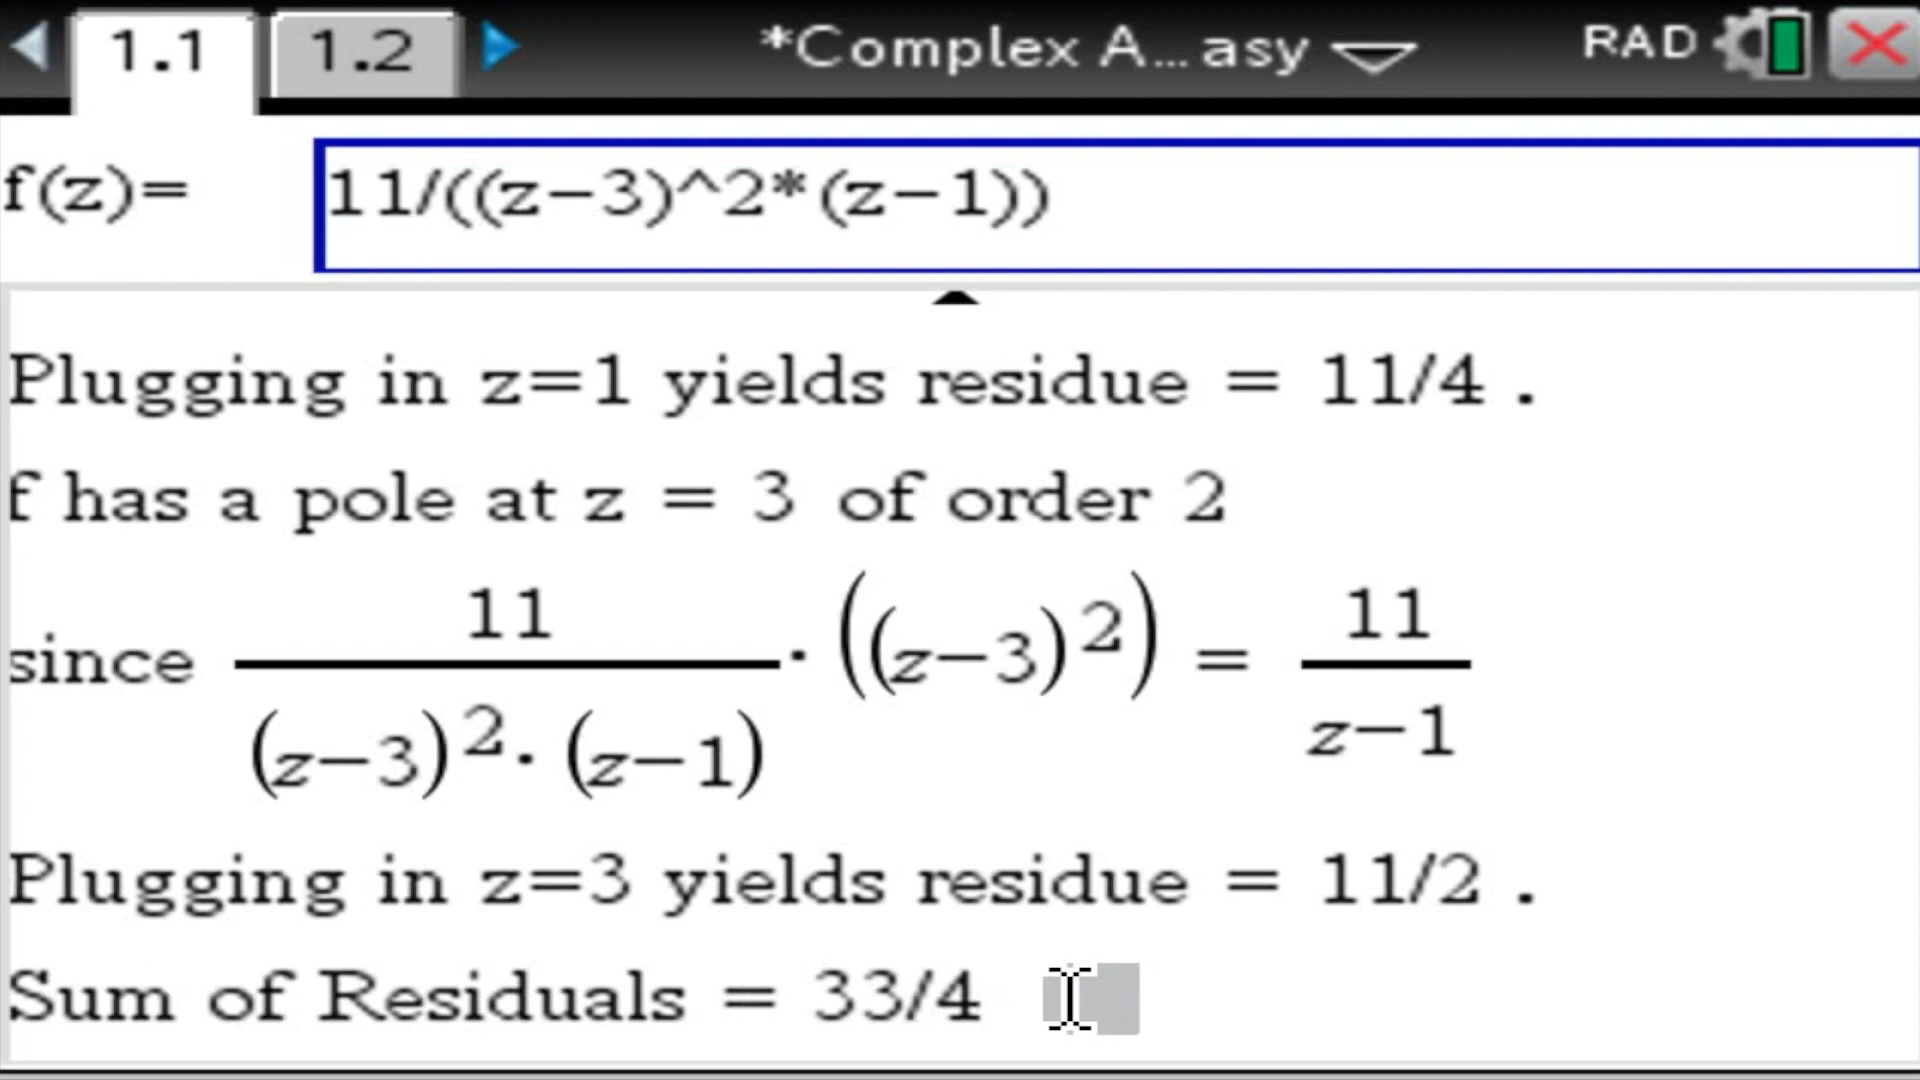 1.1 1.2 *Complex A...asy RAD
f(z)= 11/((z−3)^2*(z−1))
Plugging in z=1 yields residue = 11/4 .
f has a pole at z = 3 of order 2
since 11/((z−3)²·(z−1)) · ((z−3)²) = 11/(z−1)
Plugging in z=3 yields residue = 11/2 .
Sum of Residuals = 33/4